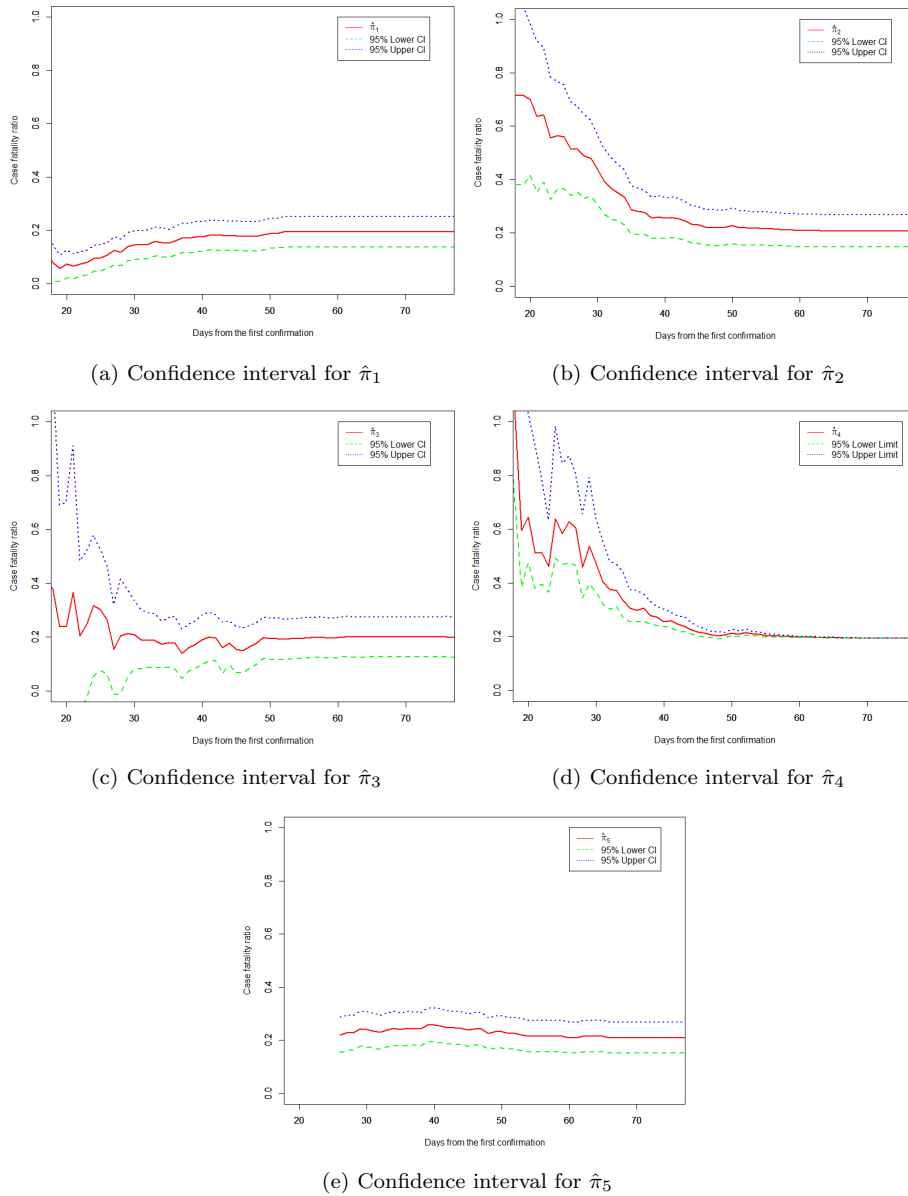 π̂₁
95% Lower CI
95% Upper CI
Case fatality ratio
0.0 0.2 0.4 0.6 0.8 1.0
20 30 40 50 60 70
Days from the first confirmation
(a) Confidence interval for π̂₁
π̂₂
95% Lower CI
95% Upper CI
Case fatality ratio
0.0 0.2 0.4 0.6 0.8 1.0
20 30 40 50 60 70
Days from the first confirmation
(b) Confidence interval for π̂₂
π̂₃
95% Lower CI
95% Upper CI
Case fatality ratio
0.0 0.2 0.4 0.6 0.8 1.0
20 30 40 50 60 70
Days from the first confirmation
(c) Confidence interval for π̂₃
π̂₄
95% Lower Limit
95% Upper Limit
Case fatality ratio
0.0 0.2 0.4 0.6 0.8 1.0
20 30 40 50 60 70
Days from the first confirmation
(d) Confidence interval for π̂₄
π̂₅
95% Lower CI
95% Upper CI
Case fatality ratio
0.0 0.2 0.4 0.6 0.8 1.0
20 30 40 50 60 70
Days from the first confirmation
(e) Confidence interval for π̂₅